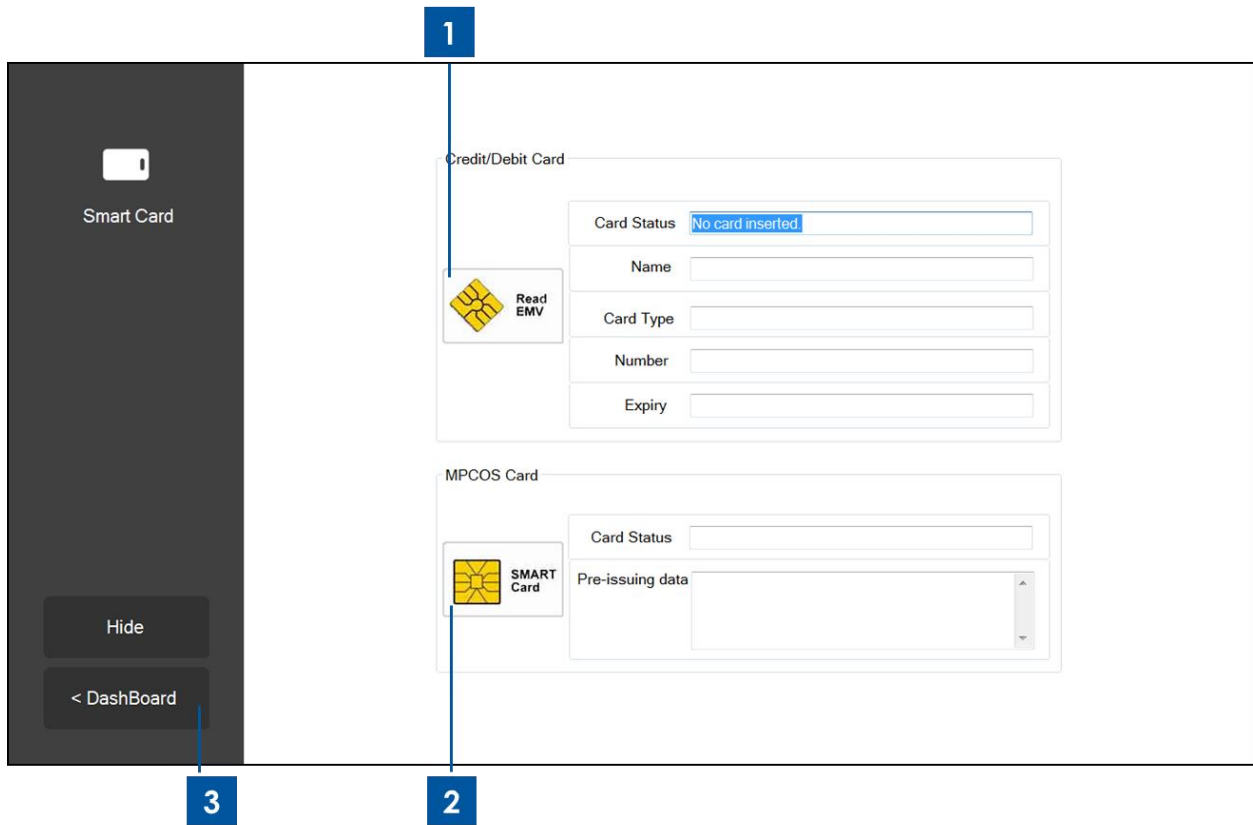 1
Smart Card
Credit/Debit Card
Card Status No card inserted.
Name
Read
EMV
Card Type
Number
Expiry
MPCOS Card
Card Status
SMART
Card
Pre-issuing data
Hide
< DashBoard
3
2